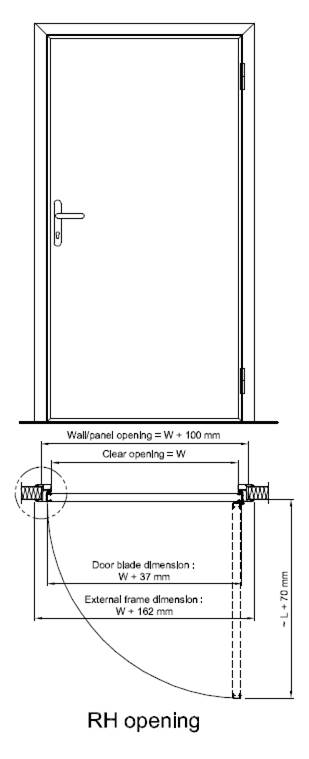 Wall/panel opening = W + 100 mm
Clear opening = W
Door blade dimension :
W + 37 mm
External frame dimension :
W + 162 mm
~ L + 70 mm
RH opening